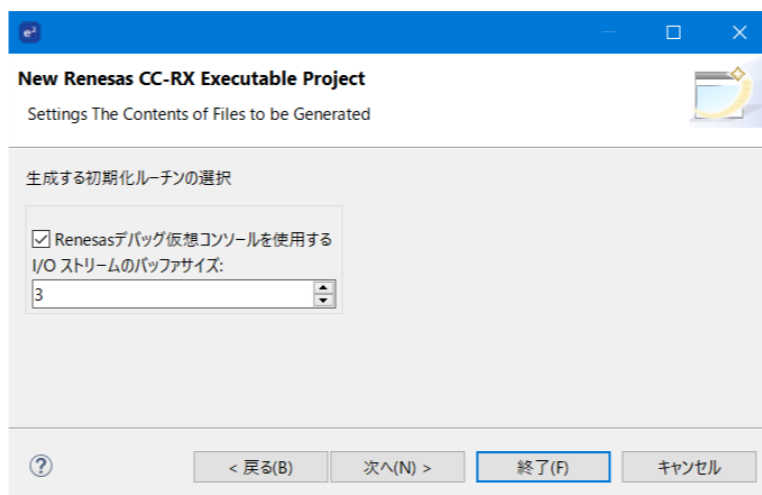 e²
New Renesas CC-RX Executable Project
Settings The Contents of Files to be Generated
生成する初期化ルーチンの選択
Renesasデバッグ仮想コンソールを使用する
I/O ストリームのバッファサイズ:
3
?
< 戻る(B) 次へ(N) > 終了(F) キャンセル